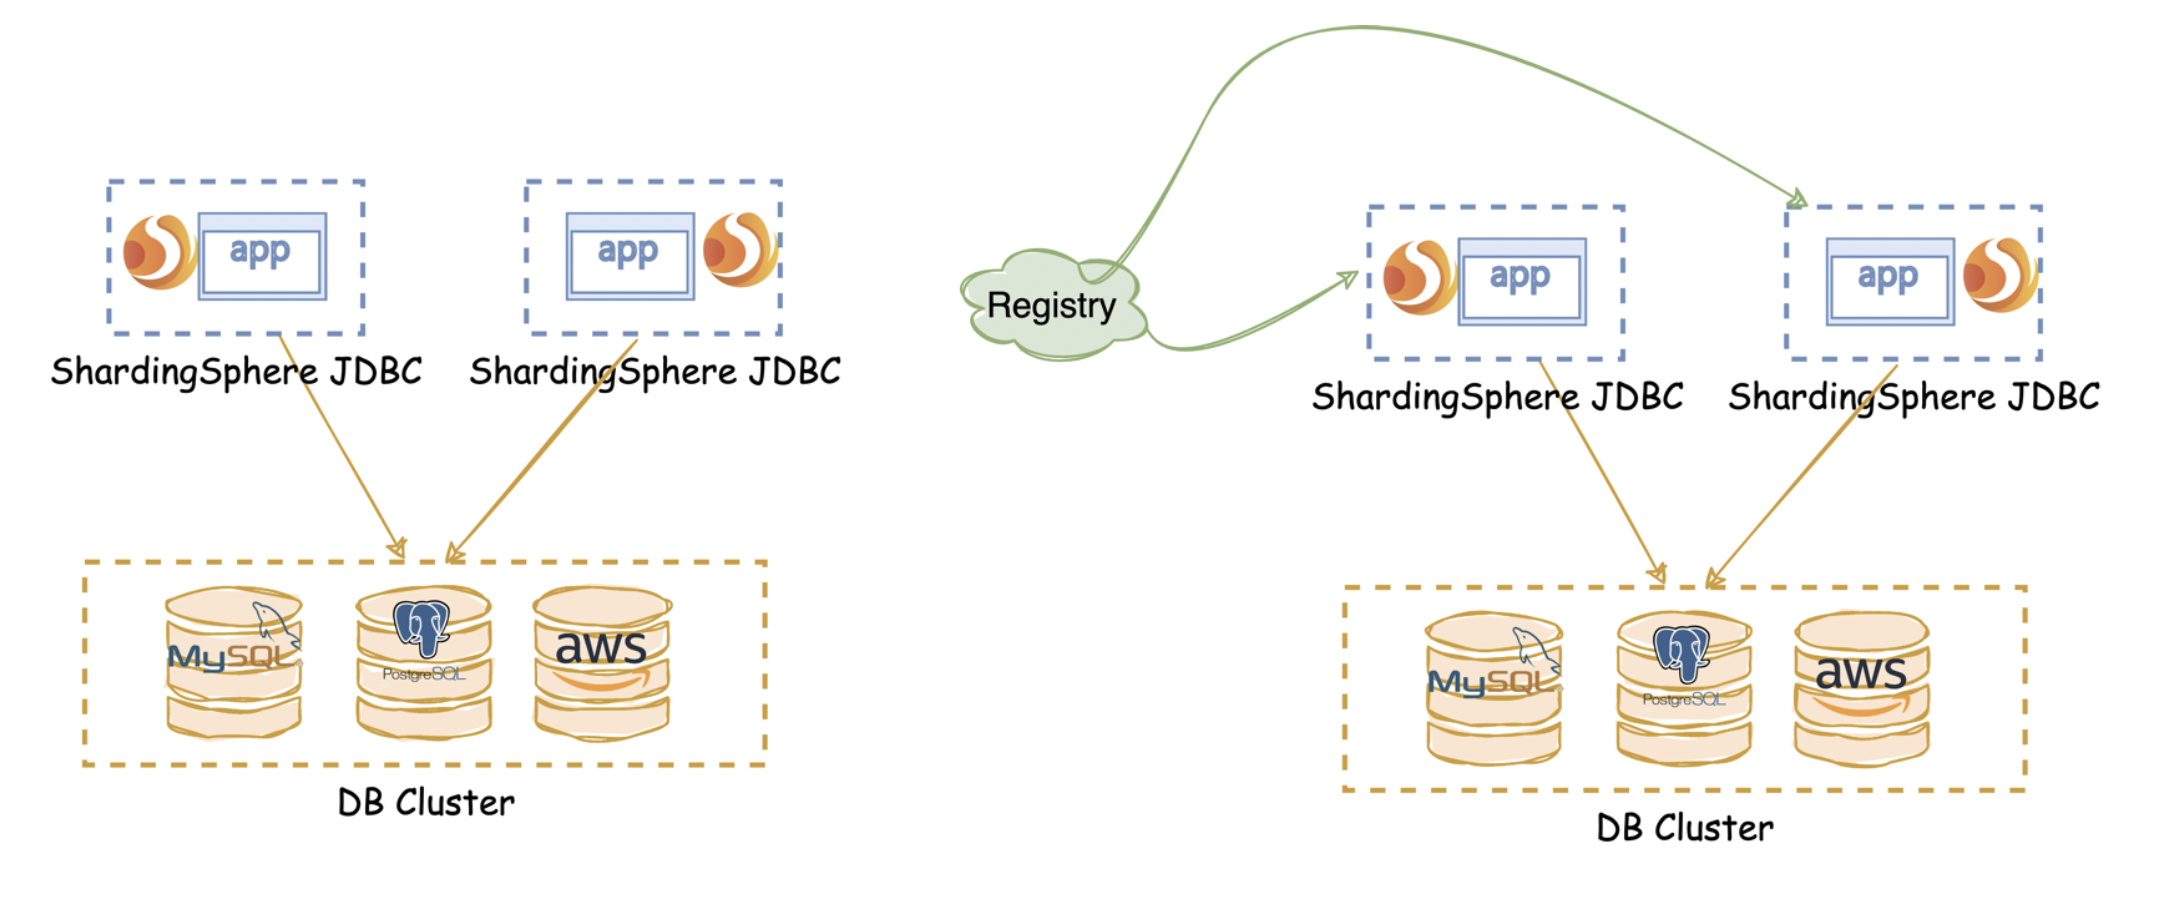 app
app
ShardingSphere JDBC
ShardingSphere JDBC
MySQL
PostgreSQL
aws
DB Cluster
Registry
app
app
ShardingSphere JDBC
ShardingSphere JDBC
MySQL
PostgreSQL
aws
DB Cluster